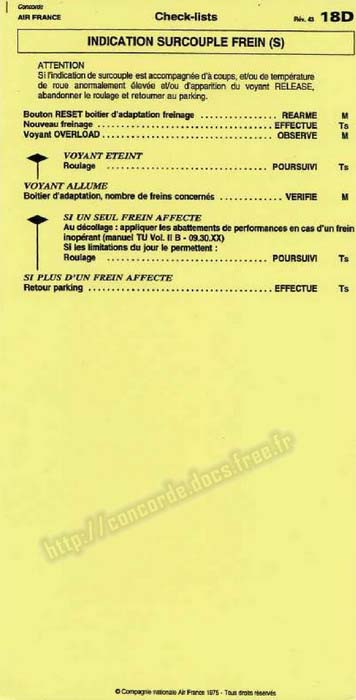 Concorde
AIR FRANCE Check-lists Rév. 43 18D
INDICATION SURCOUPLE FREIN (S)
ATTENTION
Si l'indication de surcouple est accompagnée d'à coups, et/ou de température
de roue anormalement élevée et/ou d'apparition du voyant RELEASE,
abandonner le roulage et retourner au parking.
Bouton RESET boitier d'adaptation freinage .................... REARME M
Nouveau freinage .................... EFFECTUE Ts
Voyant OVERLOAD .................... OBSERVE M
VOYANT ETEINT
Roulage .................... POURSUIVI Ts
VOYANT ALLUME
Boitier d'adaptation, nombre de freins concernés .................... VERIFIE M
SI UN SEUL FREIN AFFECTE
Au décollage : appliquer les abattements de performances en cas d'un frein
inopérant (manuel TU Vol. II B - 09.30.XX)
Si les limitations du jour le permettent :
Roulage .................... POURSUIVI Ts
SI PLUS D'UN FREIN AFFECTE
Retour parking .................... EFFECTUE Ts
http://concorde.docs.free.fr
© Compagnie nationale Air France 1975 - Tous droits réservés